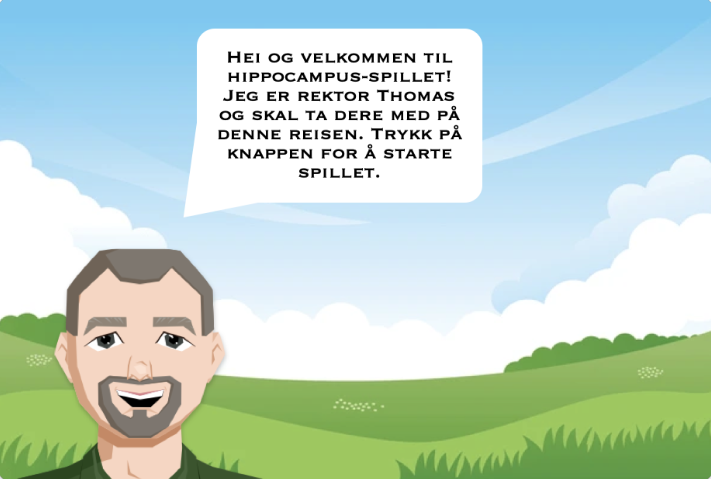 Hei og velkommen til
hippocampus-spillet!
Jeg er rektor Thomas
og skal ta dere med på
denne reisen. Trykk på
knappen for å starte
spillet.